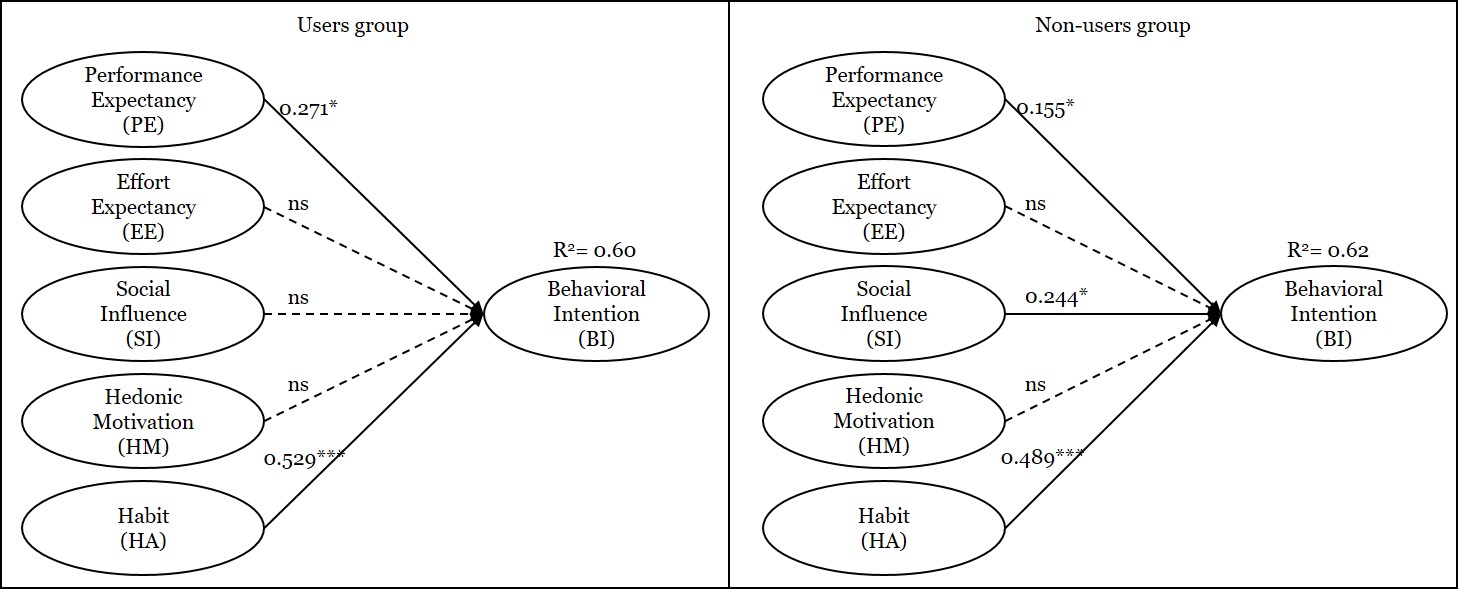 Users group
Performance
Expectancy
(PE)
0.271*
Effort
Expectancy
(EE)
ns
Social
Influence
(SI)
ns
Hedonic
Motivation
(HM)
ns
Habit
(HA)
0.529***
R²= 0.60
Behavioral
Intention
(BI)
Non-users group
Performance
Expectancy
(PE)
0.155*
Effort
Expectancy
(EE)
ns
Social
Influence
(SI)
0.244*
Hedonic
Motivation
(HM)
ns
Habit
(HA)
0.489***
R²= 0.62
Behavioral
Intention
(BI)